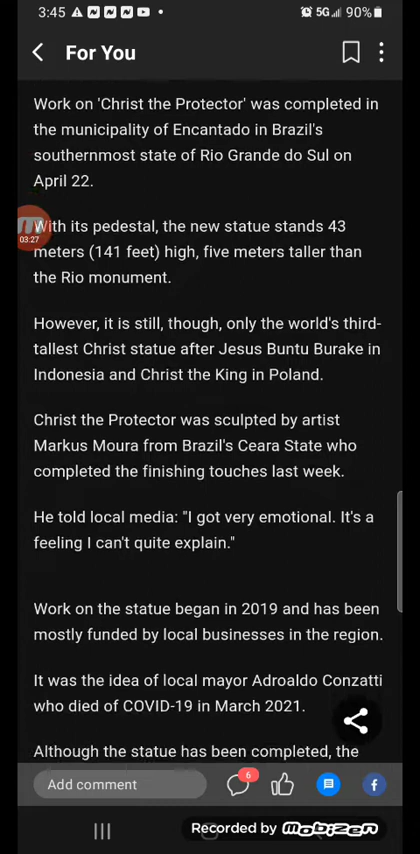 3:45
5G 90%
For You
Work on 'Christ the Protector' was completed in
the municipality of Encantado in Brazil's
southernmost state of Rio Grande do Sul on
April 22.
With its pedestal, the new statue stands 43
03:27
meters (141 feet) high, five meters taller than
the Rio monument.
However, it is still, though, only the world's third-
tallest Christ statue after Jesus Buntu Burake in
Indonesia and Christ the King in Poland.
Christ the Protector was sculpted by artist
Markus Moura from Brazil's Ceara State who
completed the finishing touches last week.
He told local media: "I got very emotional. It's a
feeling I can't quite explain."
Work on the statue began in 2019 and has been
mostly funded by local businesses in the region.
It was the idea of local mayor Adroaldo Conzatti
who died of COVID-19 in March 2021.
Although the statue has been completed, the
Add comment
6
Recorded by mobizen